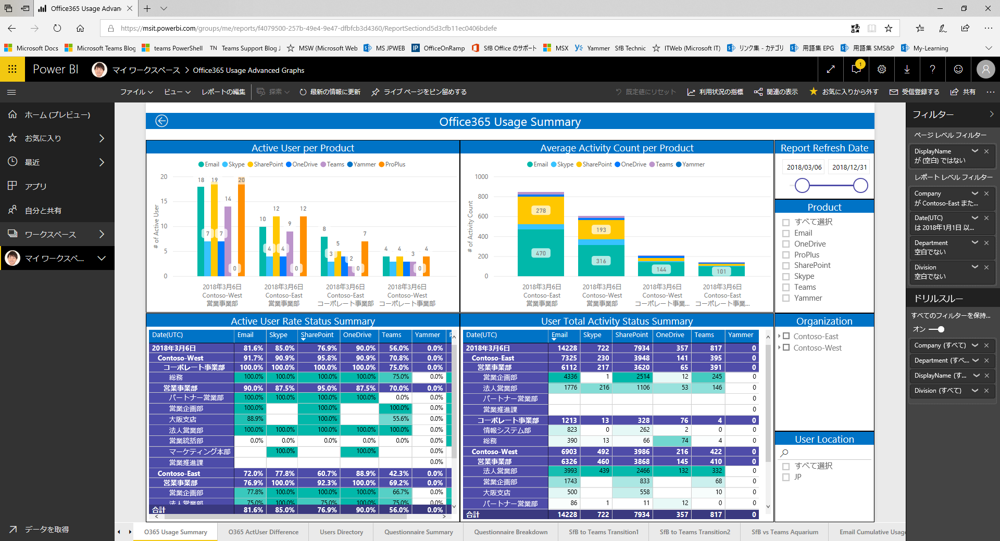 Office365 Usage Advan
https://msit.powerbi.com/groups/me/reports/f4079500-257b-49e4-9e47-dfbfcb3d4360/ReportSectiond5d3cfb11ec0406bdefe
Microsoft Docs Microsoft Teams Blog teams PowerShell TN Teams Support Blog J MSW (Microsoft Web MS JPWEB IP OfficeOnRamp SfB Office のサポート MSX Yammer SfB Technic ITWeb (Microsoft IT) リンク集 - カテゴリ 用語集 EPG 用語集 SMS&P My-Learning
Power BI マイ ワークスペース > Office365 Usage Advanced Graphs 1
ファイル ビュー レポートの編集 探索 最新の情報に更新 ライブ ページをピン留めする 既定値にリセット 利用状況の指標 関連の表示 お気に入りから外す 受信登録する 共有
ホーム (プレビュー)
お気に入り
最近
アプリ
自分と共有
ワークスペース
マイ ワークスペ...
データを取得
Office365 Usage Summary
Active User per Product
Email Skype SharePoint OneDrive Teams Yammer ProPlus
# of Active User
20
15
10
5
0
18 7 19 7 14 0 20
10 4 12 4 9 0 12
8 3 5 2 0 7
4 4 3 0 4
2018年3月6日 2018年3月6日 2018年3月6日 2018年3月6日
Contoso-West Contoso-East Contoso-East Contoso-West
営業事業部 営業事業部 コーポレート事業部 コーポレート事業部
Average Activity Count per Product
Email Skype SharePoint OneDrive Teams Yammer
# of Activity Count
1000
800
600
400
200
0
278
470
193
316
144
101
2018年3月6日 2018年3月6日 2018年3月6日 2018年3月6日
Contoso-East Contoso-West Contoso-West Contoso-East
営業事業部 営業事業部 コーポレート事業... コーポレート事業...
Active User Rate Status Summary
Date(UTC) Email Skype SharePoint OneDrive Teams Yammer
2018年3月6日 81.6% 85.0% 76.9% 90.0% 56.0% 0.0%
Contoso-West 91.7% 90.9% 95.8% 90.9% 70.8% 0.0%
コーポレート事業部 100.0% 100.0% 100.0% 100.0% 75.0% 0.0%
総務 100.0% 100.0% 100.0% 100.0% 75.0% 0.0%
営業事業部 90.0% 87.5% 95.0% 87.5% 70.0% 0.0%
パートナー営業部 100.0% 100.0% 100.0% 100.0% 0.0% 0.0%
営業企画部 100.0% 100.0% 100.0% 0.0%
大阪支店 88.9% 100.0% 55.6% 0.0%
法人営業部 100.0% 100.0% 100.0% 100.0% 100.0% 0.0%
営業統括部 0.0% 0.0% 0.0% 0.0% 0.0% 0.0%
マーケティング本部 100.0% 100.0% 0.0%
営業推進課 0.0%
Contoso-East 72.0% 77.8% 60.7% 88.9% 42.3% 0.0%
営業事業部 76.9% 100.0% 92.3% 100.0% 69.2% 0.0%
営業企画部 77.8% 100.0% 100.0% 100.0% 66.7% 0.0%
法人営業部 75.0% 100.0% 75.0% 100.0% 75.0% 0.0%
合計 81.6% 85.0% 76.9% 90.0% 56.0% 0.0%
User Total Activity Status Summary
Date(UTC) Email Skype SharePoint OneDrive Teams Yammer
2018年3月6日 14228 722 7934 357 817 0
Contoso-East 7325 230 3948 141 395 0
営業事業部 6112 217 3620 65 391 0
営業企画部 4336 1 2514 12 245 0
法人営業部 1776 216 1106 53 146 0
パートナー営業部 0
営業推進課 0
コーポレート事業部 1213 13 328 76 4 0
情報システム部 823 0 262 2 0 0
総務 390 13 66 74 4 0
Contoso-West 6903 492 3986 216 422 0
営業事業部 6326 460 3868 145 410 0
法人営業部 3993 439 2466 132 332 0
営業企画部 1743 833 68 0
大阪支店 500 558 10 0
パートナー営業部 86 1 11 12 0 0
合計 14228 722 7934 357 817 0
Report Refresh Date
2018/03/06 2018/12/31
Product
すべて選択
Email
OneDrive
ProPlus
SharePoint
Skype
Teams
Yammer
Organization
Contoso-East
Contoso-West
User Location
すべて選択
JP
フィルター
ページ レベル フィルター
DisplayName
が (空白) ではない
レポート レベル フィルター
Company
が Contoso-East また...
Date(UTC)
は 2018年1月1日 以...
Department
空白でない
Division
空白でない
ドリルスルー
すべてのフィルターを保持...
オン
Company (すべて)
Department (すべ...
DisplayName (す...
Division (すべて)
O365 Usage Summary O365 ActUser Difference Users Directory Questionnaire Summary Questionnaire Breakdown SfB to Teams Transition1 SfB to Teams Transition2 SfB vs Teams Aquarium Email Cumulative Usag